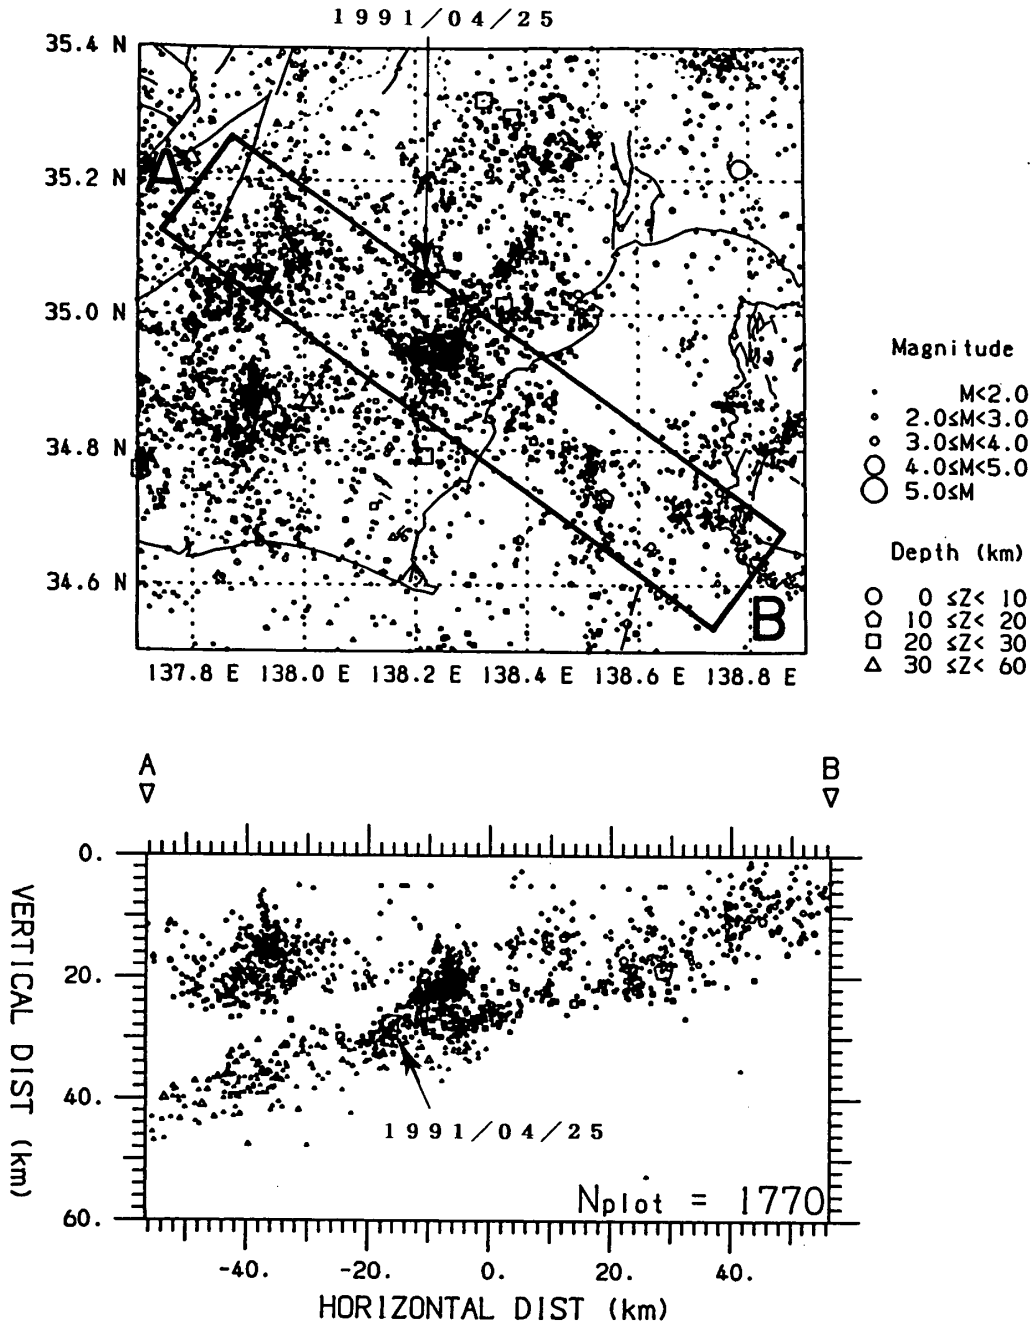 1991/04/25
35.4 N
35.2 N
35.0 N
34.8 N
34.6 N
A
B
137.8 E 138.0 E 138.2 E 138.4 E 138.6 E 138.8 E
Magnitude
M<2.0
2.0≤M<3.0
3.0≤M<4.0
4.0≤M<5.0
5.0≤M
Depth (km)
0 ≤Z< 10
10 ≤Z< 20
20 ≤Z< 30
30 ≤Z< 60
A
B
0.
20.
40.
60.
VERTICAL DIST (km)
1991/04/25
Nplot = 1770
-40. -20. 0. 20. 40.
HORIZONTAL DIST (km)